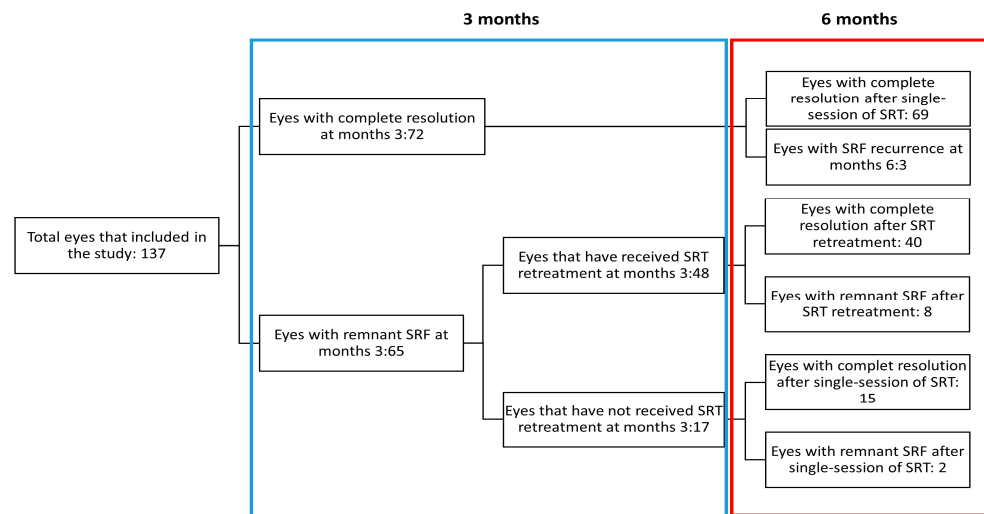 3 months
6 months
Total eyes that included in
the study: 137
Eyes with complete resolution
at months 3:72
Eyes with remnant SRF at
months 3:65
Eyes that have received SRT
retreatment at months 3:48
Eyes that have not received SRT
retreatment at months 3:17
Eyes with complete
resolution after single-
session of SRT: 69
Eyes with SRF recurrence at
months 6:3
Eyes with complete
resolution after SRT
retreatment: 40
Eyes with remnant SRF after
SRT retreatment: 8
Eyes with complet resolution
after single-session of SRT:
15
Eyes with remnant SRF after
single-session of SRT: 2